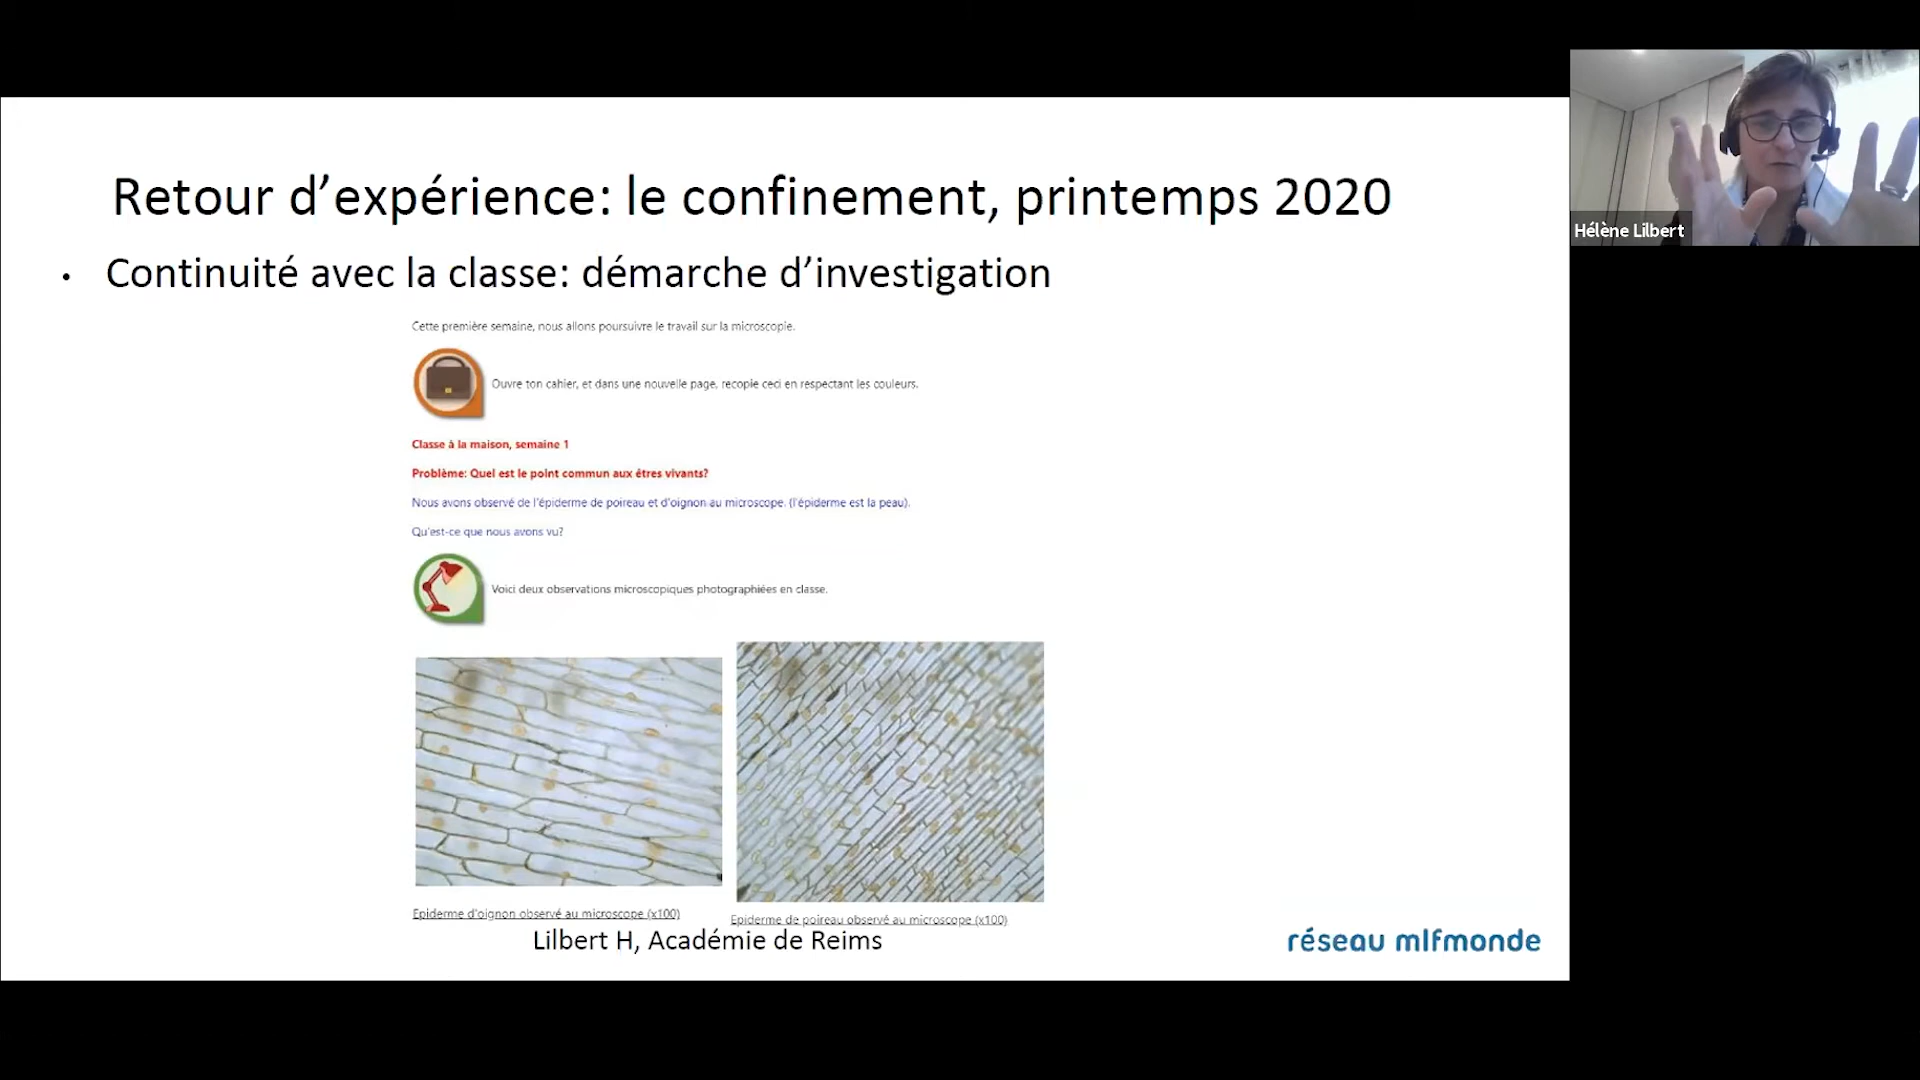 Retour d’expérience: le confinement, printemps 2020
• Continuité avec la classe: démarche d’investigation
Cette première semaine, nous allons poursuivre le travail sur la microscopie.
Ouvre ton cahier, et dans une nouvelle page, recopie ceci en respectant les couleurs.
Classe à la maison, semaine 1
Problème: Quel est le point commun aux êtres vivants?
Nous avons observé de l'épiderme de poireau et d'oignon au microscope. (l'épiderme est la peau).
Qu'est-ce que nous avons vu?
Voici deux observations microscopiques photographiées en classe.
Epiderme d'oignon observé au microscope (x100)
Epiderme de poireau observé au microscope (x100)
Lilbert H, Académie de Reims
réseau mlfmonde
Hélène Lilbert